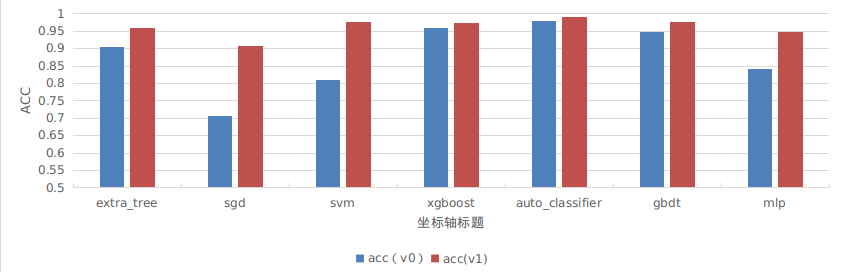 1
0.95
0.9
0.85
0.8
0.75
0.7
0.65
0.6
0.55
0.5
ACC
extra_tree sgd svm xgboost auto_classifier gbdt mlp
坐标轴标题
acc（v0） acc(v1)